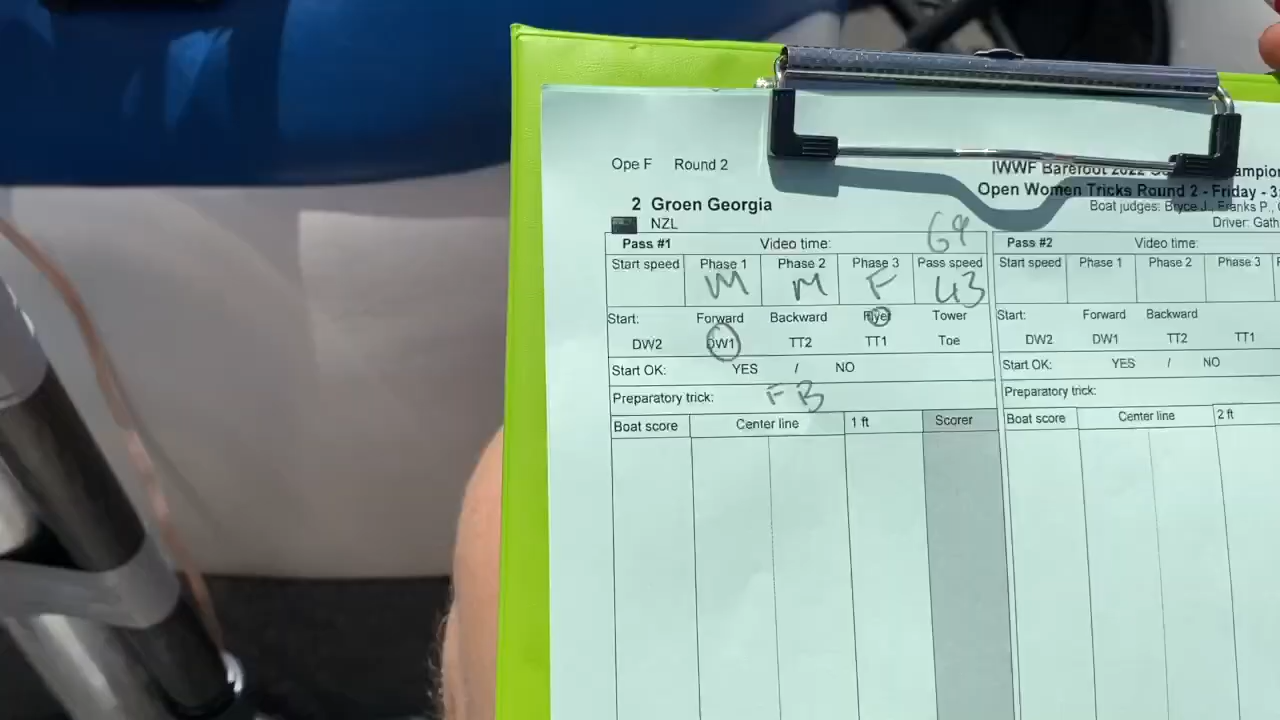 Ope F Round 2
IWWF Barefoot 2022
Open Women Tricks Round 2 - Friday - 3:
2 Groen Georgia
Boat judges: Bryce J., Franks P.,
NZL
Driver: Gath
69
Pass #1 Video time:
Start speed Phase 1 Phase 2 Phase 3 Pass speed
M M F 43
Start: Forward Backward Flyer Tower
DW2 DW1 TT2 TT1 Toe
Start OK: YES / NO
Preparatory trick: F B
Boat score Center line 1 ft Scorer
Pass #2 Video time:
Start speed Phase 1 Phase 2 Phase 3
Start: Forward Backward
DW2 DW1 TT2 TT1
Start OK: YES / NO
Preparatory trick:
Boat score Center line 2 ft